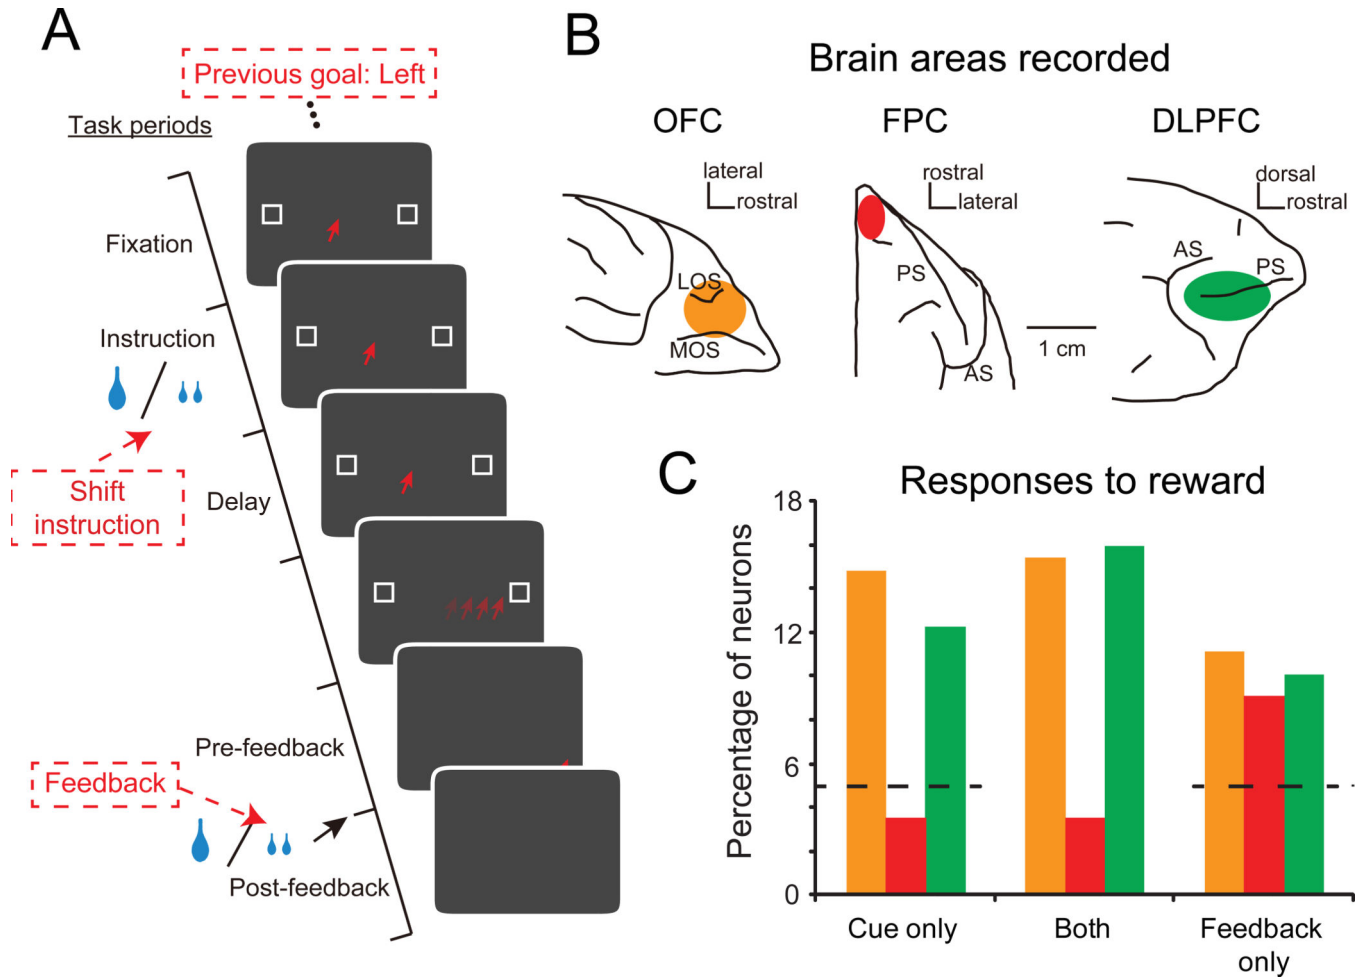 A
Previous goal: Left
Task periods
Fixation
Instruction
Shift
instruction
Delay
Pre-feedback
Feedback
Post-feedback
B
Brain areas recorded
OFC
lateral
rostral
LOS
MOS
FPC
rostral
lateral
PS
AS
1 cm
DLPFC
dorsal
rostral
AS
PS
C
Responses to reward
Percentage of neurons
18
12
6
0
Cue only
Both
Feedback
only